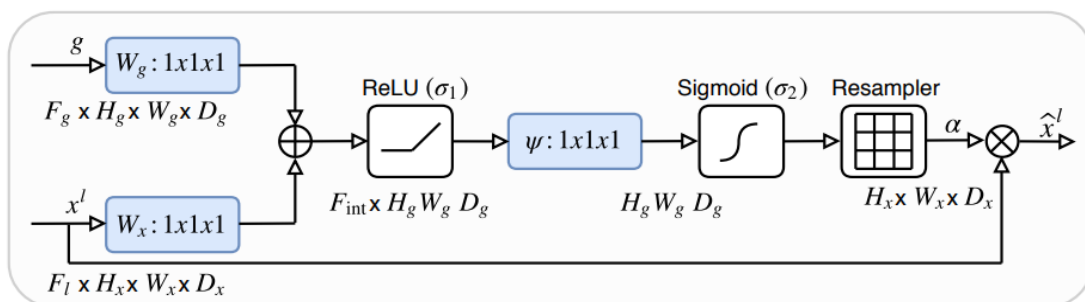 g
W_g : 1x1x1
F_g x H_g x W_g x D_g
ReLU (σ_1)
Sigmoid (σ_2)
Resampler
ψ : 1x1x1
α
x̂^l
x^l
W_x : 1x1x1
F_int x H_g W_g D_g
H_g W_g D_g
H_x x W_x x D_x
F_l x H_x x W_x x D_x